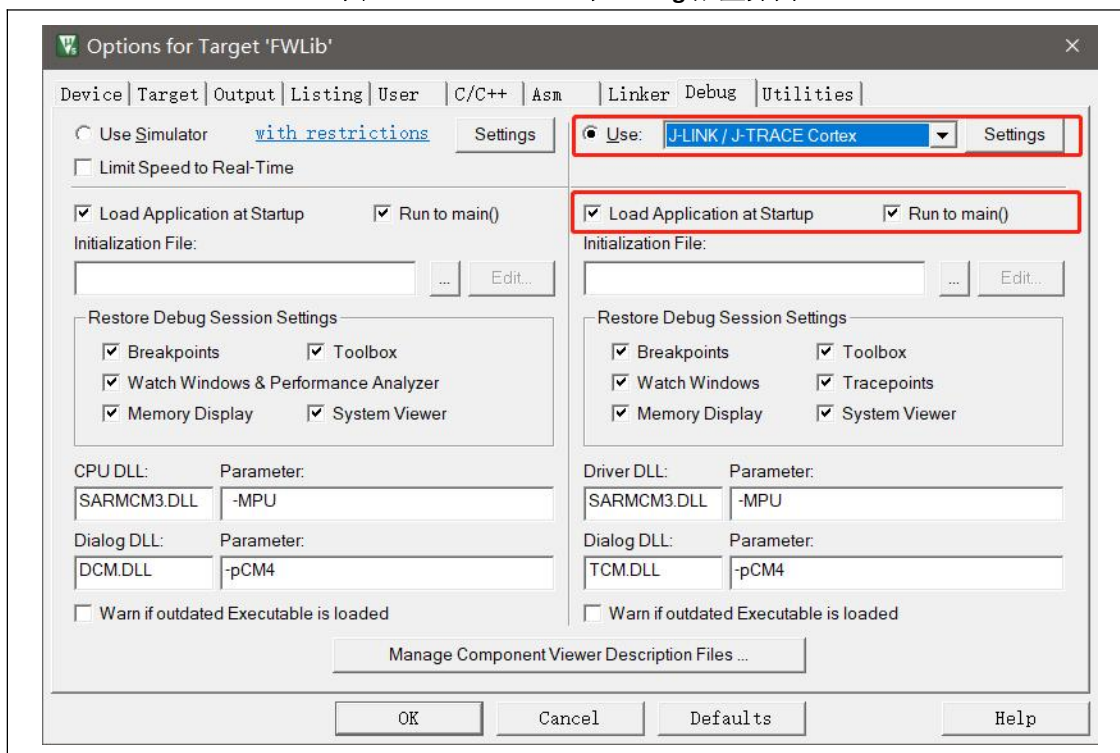 Options for Target 'FWLib'
Device Target Output Listing User C/C++ Asm Linker Debug Utilities
Use Simulator with restrictions Settings
Limit Speed to Real-Time
Use: J-LINK / J-TRACE Cortex Settings
Load Application at Startup Run to main()
Initialization File:
... Edit...
Load Application at Startup Run to main()
Initialization File:
... Edit...
Restore Debug Session Settings
Breakpoints Toolbox
Watch Windows & Performance Analyzer
Memory Display System Viewer
Restore Debug Session Settings
Breakpoints Toolbox
Watch Windows Tracepoints
Memory Display System Viewer
CPU DLL: Parameter:
SARMCM3.DLL -MPU
Dialog DLL: Parameter:
DCM.DLL -pCM4
Warn if outdated Executable is loaded
Driver DLL: Parameter:
SARMCM3.DLL -MPU
Dialog DLL: Parameter:
TCM.DLL -pCM4
Warn if outdated Executable is loaded
Manage Component Viewer Description Files ...
OK Cancel Defaults Help